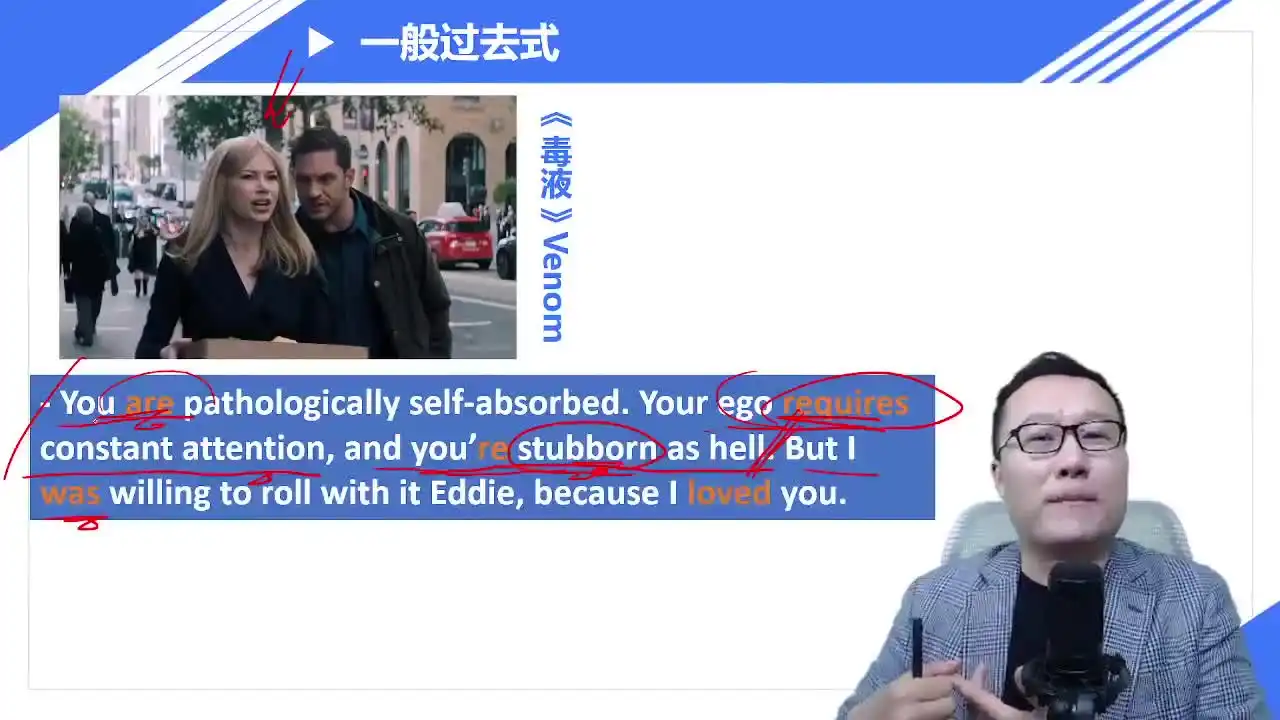 一般过去式
《毒液》Venom
- You are pathologically self-absorbed. Your ego requires
constant attention, and you’re stubborn as hell. But I
was willing to roll with it Eddie, because I loved you.